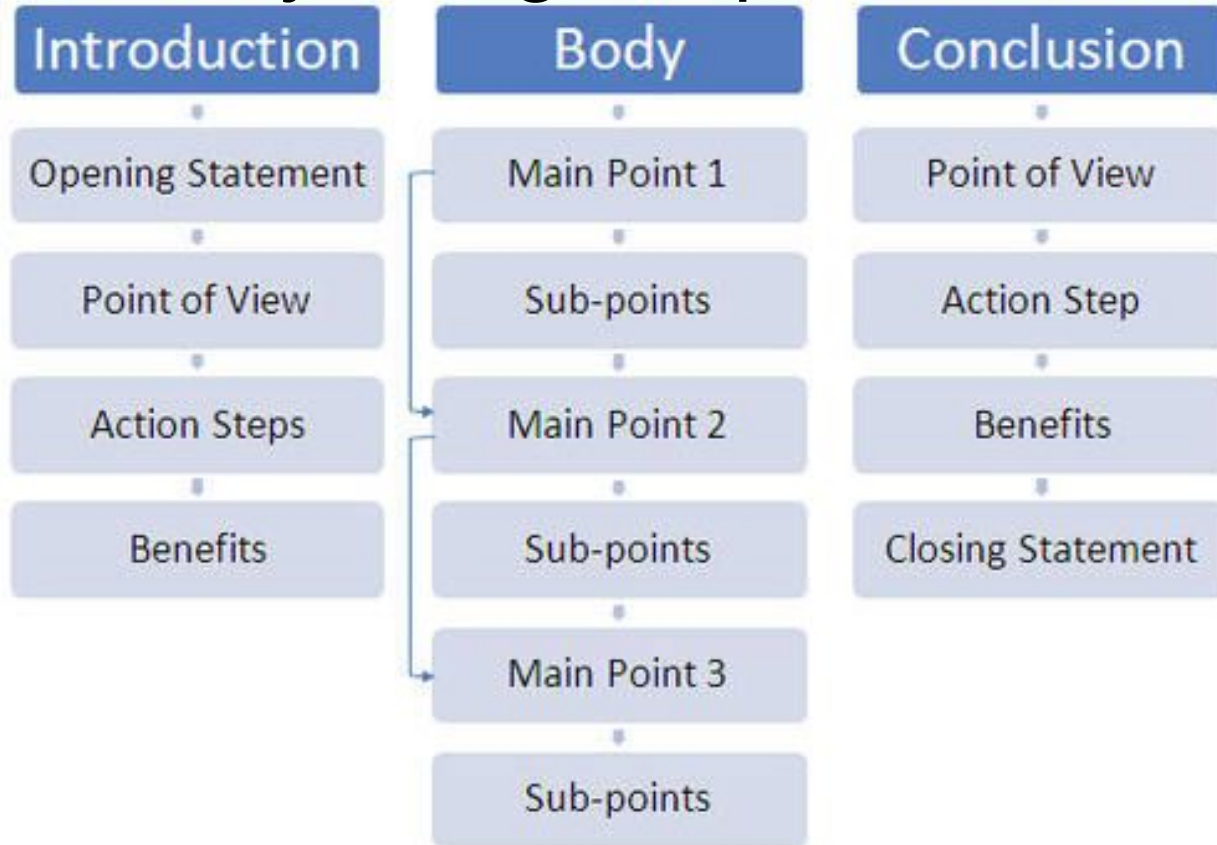 Introduction
Opening Statement
Point of View
Action Steps
Benefits
Body
Main Point 1
Sub-points
Main Point 2
Sub-points
Main Point 3
Sub-points
Conclusion
Point of View
Action Step
Benefits
Closing Statement